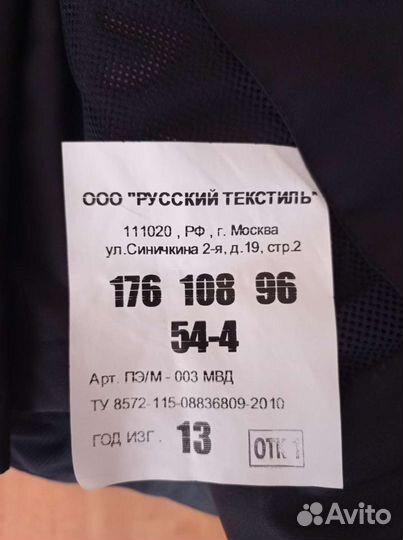 ООО "РУССКИЙ ТЕКСТИЛЬ"
111020 , РФ , г. Москва
ул.Синичкина 2-я, д.19, стр.2
176 108 96
54-4
Арт. ПЭ/М - 003 МВД
ТУ 8572-115-08836809-2010
ГОД ИЗГ. 13 ОТК 1
Avito